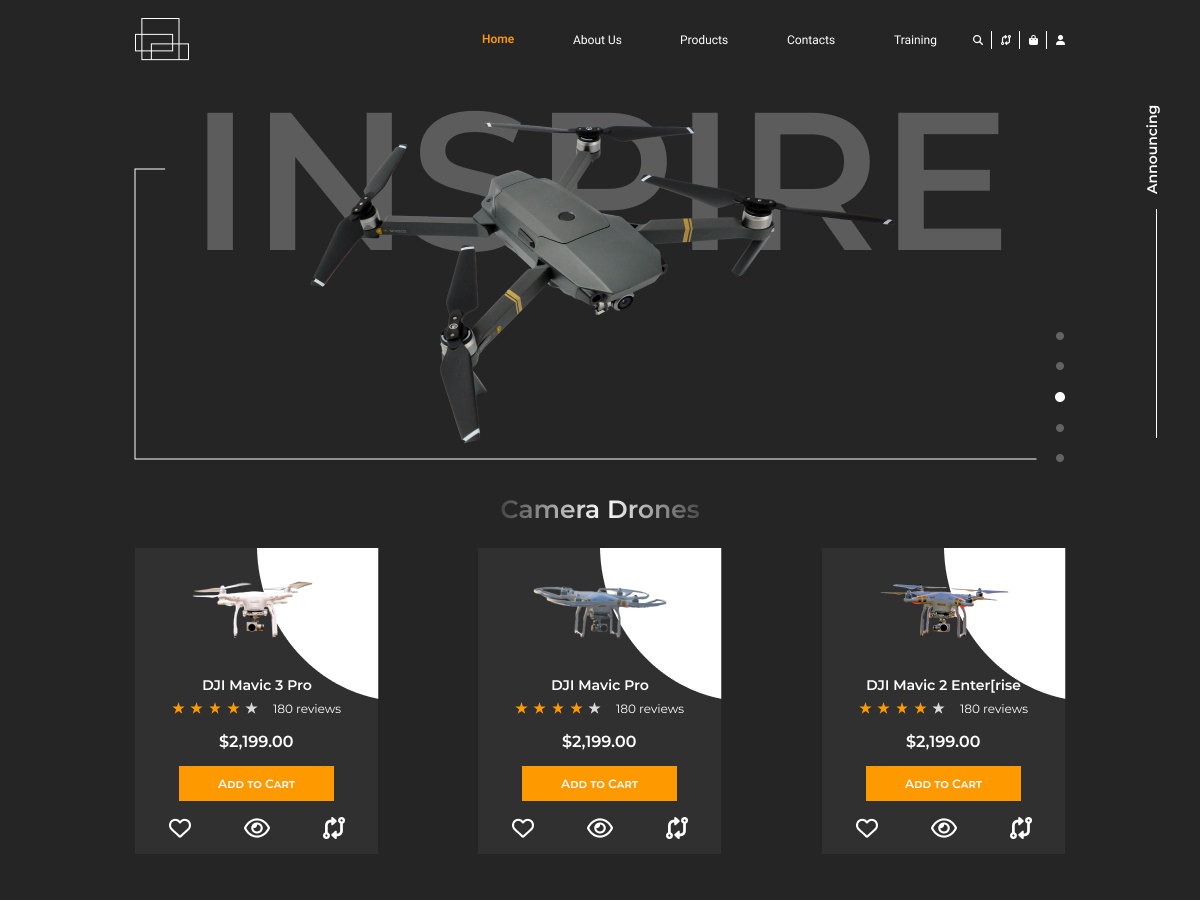 Home About Us Products Contacts Training
INSPIRE
Announcing
Camera Drones
DJI Mavic 3 Pro
180 reviews
$2,199.00
Add to Cart
DJI Mavic Pro
180 reviews
$2,199.00
Add to Cart
DJI Mavic 2 Enter[rise
180 reviews
$2,199.00
Add to Cart